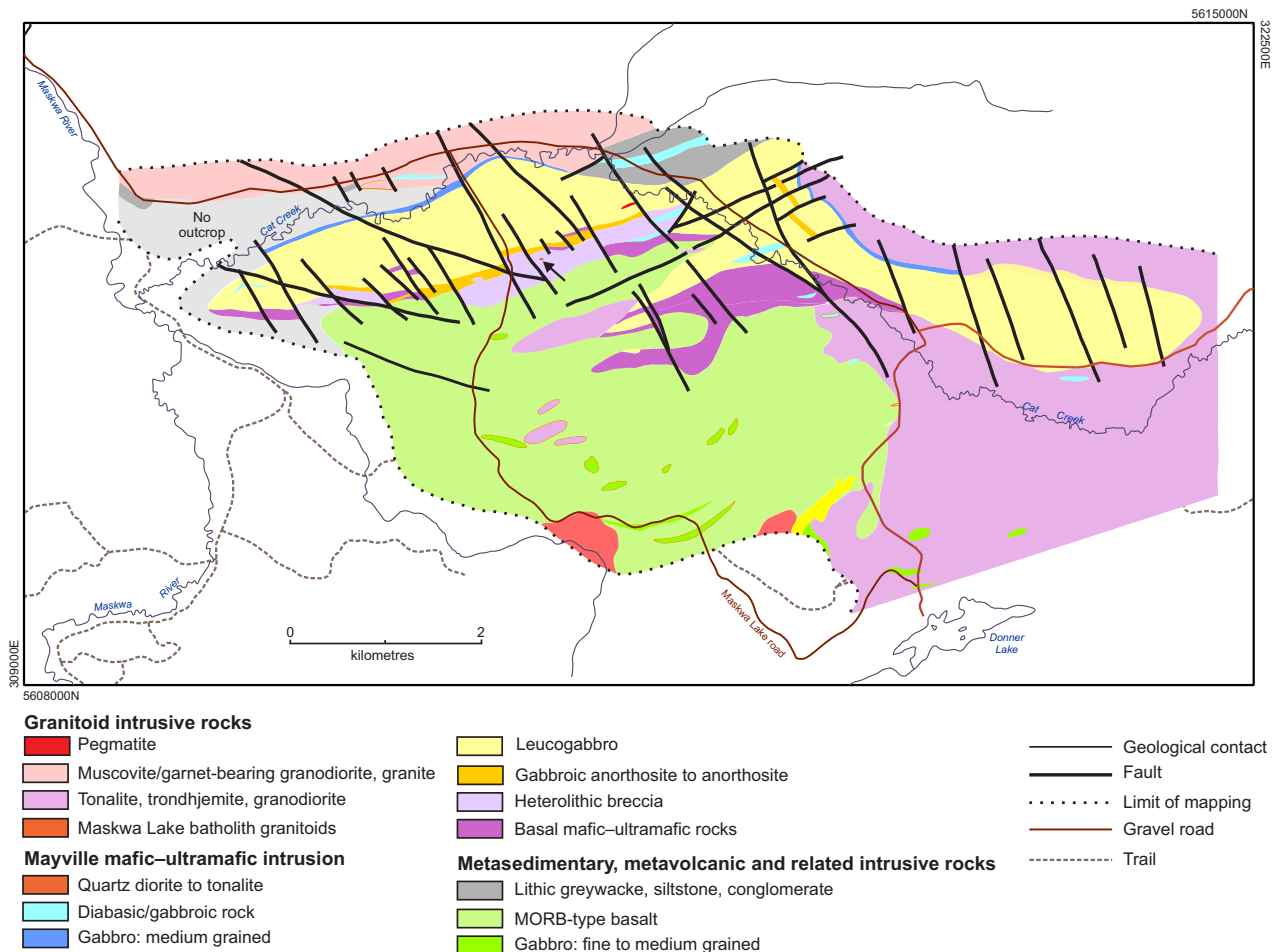 5615000N
322500E
Maskwa River
No
outcrop
Cat Creek
Cat Creek
Maskwa River
Maskwa Lake road
Donner
Lake
0 2
kilometres
309000E
5608000N
Granitoid intrusive rocks
Pegmatite
Muscovite/garnet-bearing granodiorite, granite
Tonalite, trondhjemite, granodiorite
Maskwa Lake batholith granitoids
Mayville mafic–ultramafic intrusion
Quartz diorite to tonalite
Diabasic/gabbroic rock
Gabbro: medium grained
Leucogabbro
Gabbroic anorthosite to anorthosite
Heterolithic breccia
Basal mafic–ultramafic rocks
Metasedimentary, metavolcanic and related intrusive rocks
Lithic greywacke, siltstone, conglomerate
MORB-type basalt
Gabbro: fine to medium grained
Geological contact
Fault
Limit of mapping
Gravel road
Trail